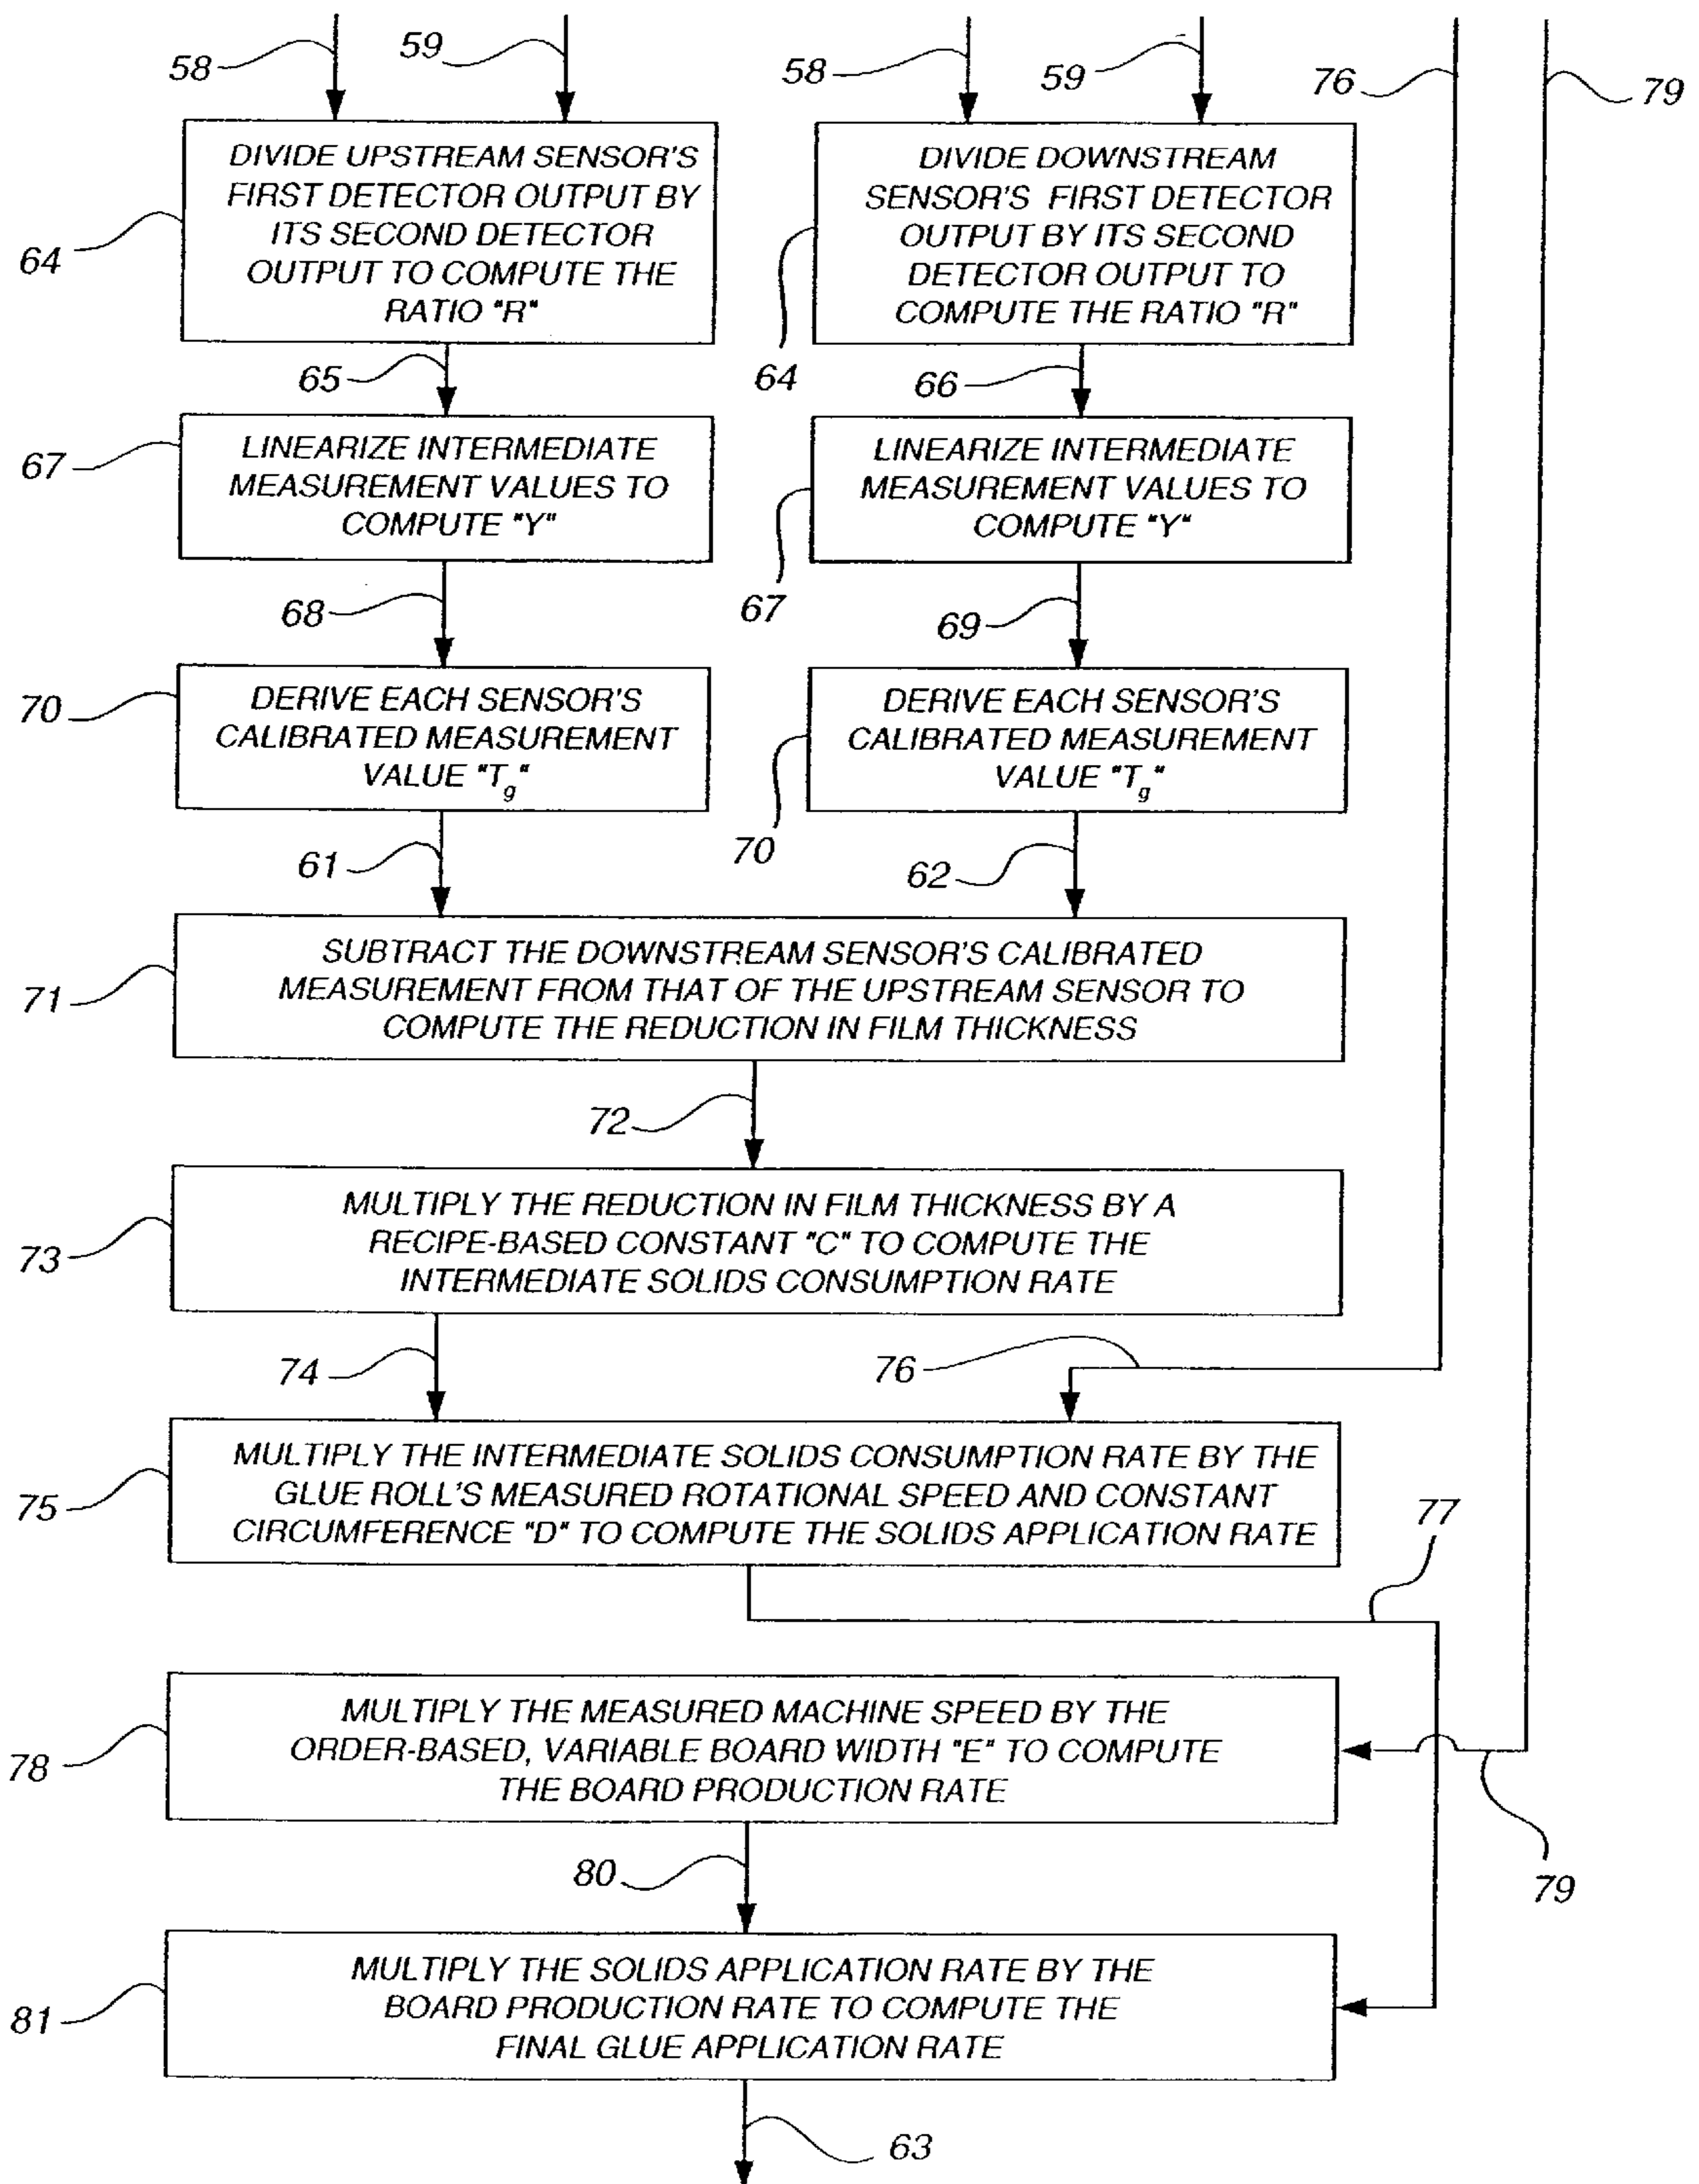 58
59
58
59
76
79
DIVIDE UPSTREAM SENSOR'S
FIRST DETECTOR OUTPUT BY
ITS SECOND DETECTOR
OUTPUT TO COMPUTE THE
RATIO "R"
64
DIVIDE DOWNSTREAM
SENSOR'S FIRST DETECTOR
OUTPUT BY ITS SECOND
DETECTOR OUTPUT TO
COMPUTE THE RATIO "R"
64
65
66
67
LINEARIZE INTERMEDIATE
MEASUREMENT VALUES TO
COMPUTE "Y"
LINEARIZE INTERMEDIATE
MEASUREMENT VALUES TO
COMPUTE "Y"
67
68
69
70
DERIVE EACH SENSOR'S
CALIBRATED MEASUREMENT
VALUE "Tg"
DERIVE EACH SENSOR'S
CALIBRATED MEASUREMENT
VALUE "Tg"
70
61
62
71
SUBTRACT THE DOWNSTREAM SENSOR'S CALIBRATED
MEASUREMENT FROM THAT OF THE UPSTREAM SENSOR TO
COMPUTE THE REDUCTION IN FILM THICKNESS
72
73
MULTIPLY THE REDUCTION IN FILM THICKNESS BY A
RECIPE-BASED CONSTANT "C" TO COMPUTE THE
INTERMEDIATE SOLIDS CONSUMPTION RATE
74
76
75
MULTIPLY THE INTERMEDIATE SOLIDS CONSUMPTION RATE BY THE
GLUE ROLL'S MEASURED ROTATIONAL SPEED AND CONSTANT
CIRCUMFERENCE "D" TO COMPUTE THE SOLIDS APPLICATION RATE
77
78
MULTIPLY THE MEASURED MACHINE SPEED BY THE
ORDER-BASED, VARIABLE BOARD WIDTH "E" TO COMPUTE
THE BOARD PRODUCTION RATE
79
80
81
MULTIPLY THE SOLIDS APPLICATION RATE BY THE
BOARD PRODUCTION RATE TO COMPUTE THE
FINAL GLUE APPLICATION RATE
63